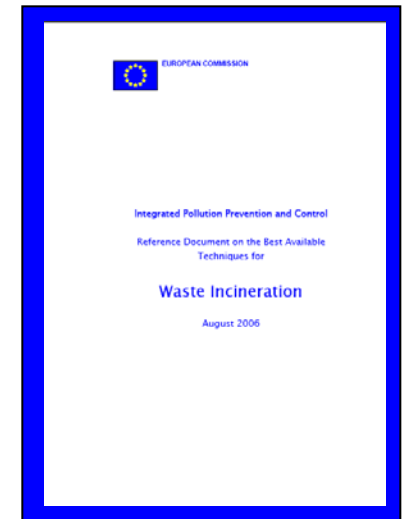 EUROPEAN COMMISSION
Integrated Pollution Prevention and Control
Reference Document on the Best Available
Techniques for
Waste Incineration
August 2006